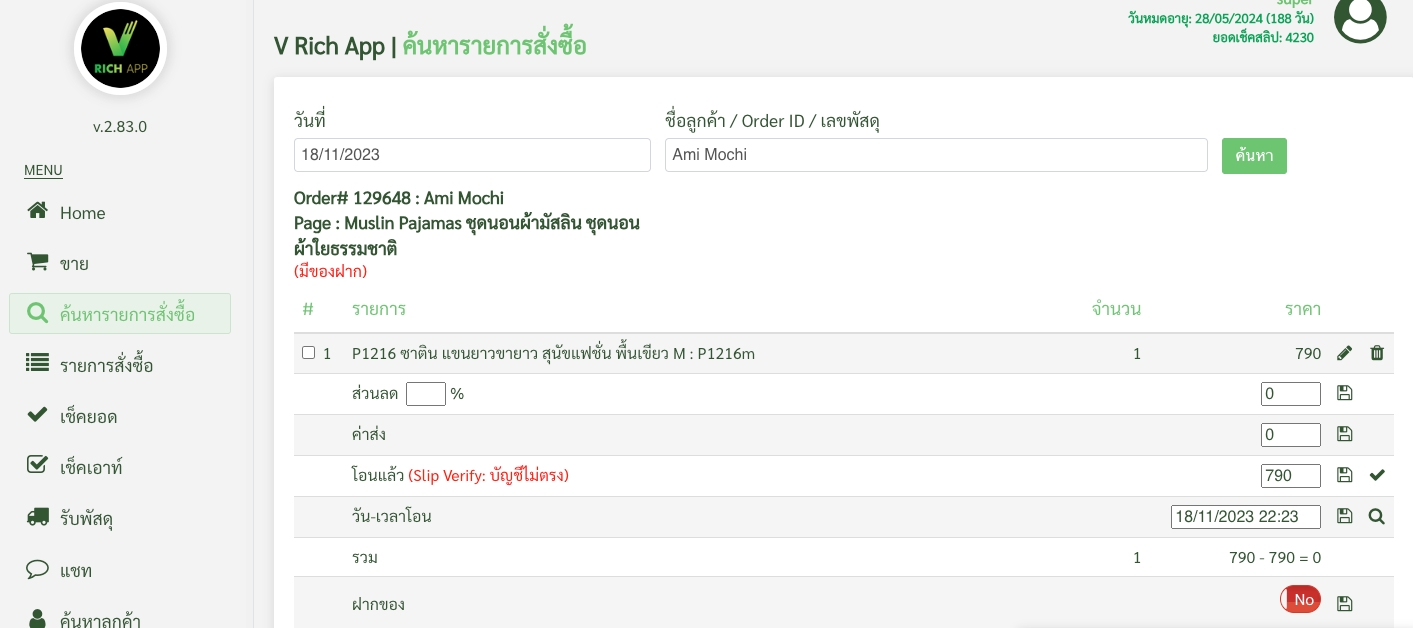 super
วันหมดอายุ: 28/05/2024 (188 วัน)
ยอดเช็คสลิป: 4230
V Rich App | ค้นหารายการสั่งซื้อ
V
RICH APP
v.2.83.0
MENU
Home
ขาย
ค้นหารายการสั่งซื้อ
รายการสั่งซื้อ
เช็คยอด
เช็คเอาท์
รับพัสดุ
แชท
ค้นหาลูกค้า
วันที่
18/11/2023
ชื่อลูกค้า / Order ID / เลขพัสดุ
Ami Mochi
ค้นหา
Order# 129648 : Ami Mochi
Page : Muslin Pajamas ชุดนอนผ้ามัสลิน ชุดนอน
ผ้าใยธรรมชาติ
(มีของฝาก)
# รายการ จำนวน ราคา
1 P1216 ซาติน แขนยาวขายาว สุนัขแฟชั่น พื้นเขียว M : P1216m 1 790
ส่วนลด % 0
ค่าส่ง 0
โอนแล้ว (Slip Verify: บัญชีไม่ตรง) 790
วัน-เวลาโอน 18/11/2023 22:23
รวม 1 790 - 790 = 0
ฝากของ No